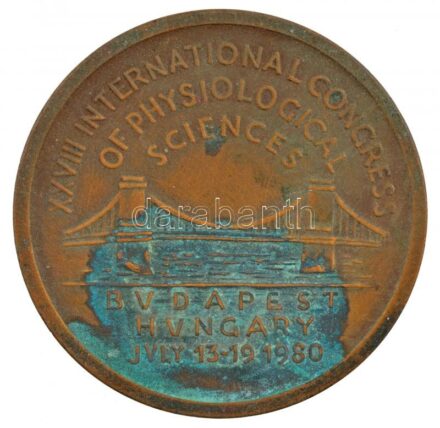 XXVIII INTERNATIONAL CONGRESS
OF PHYSIOLOGICAL
SCIENCES
darabanth
BVDAPEST
HVNGARY
JVLY 13-19 1980